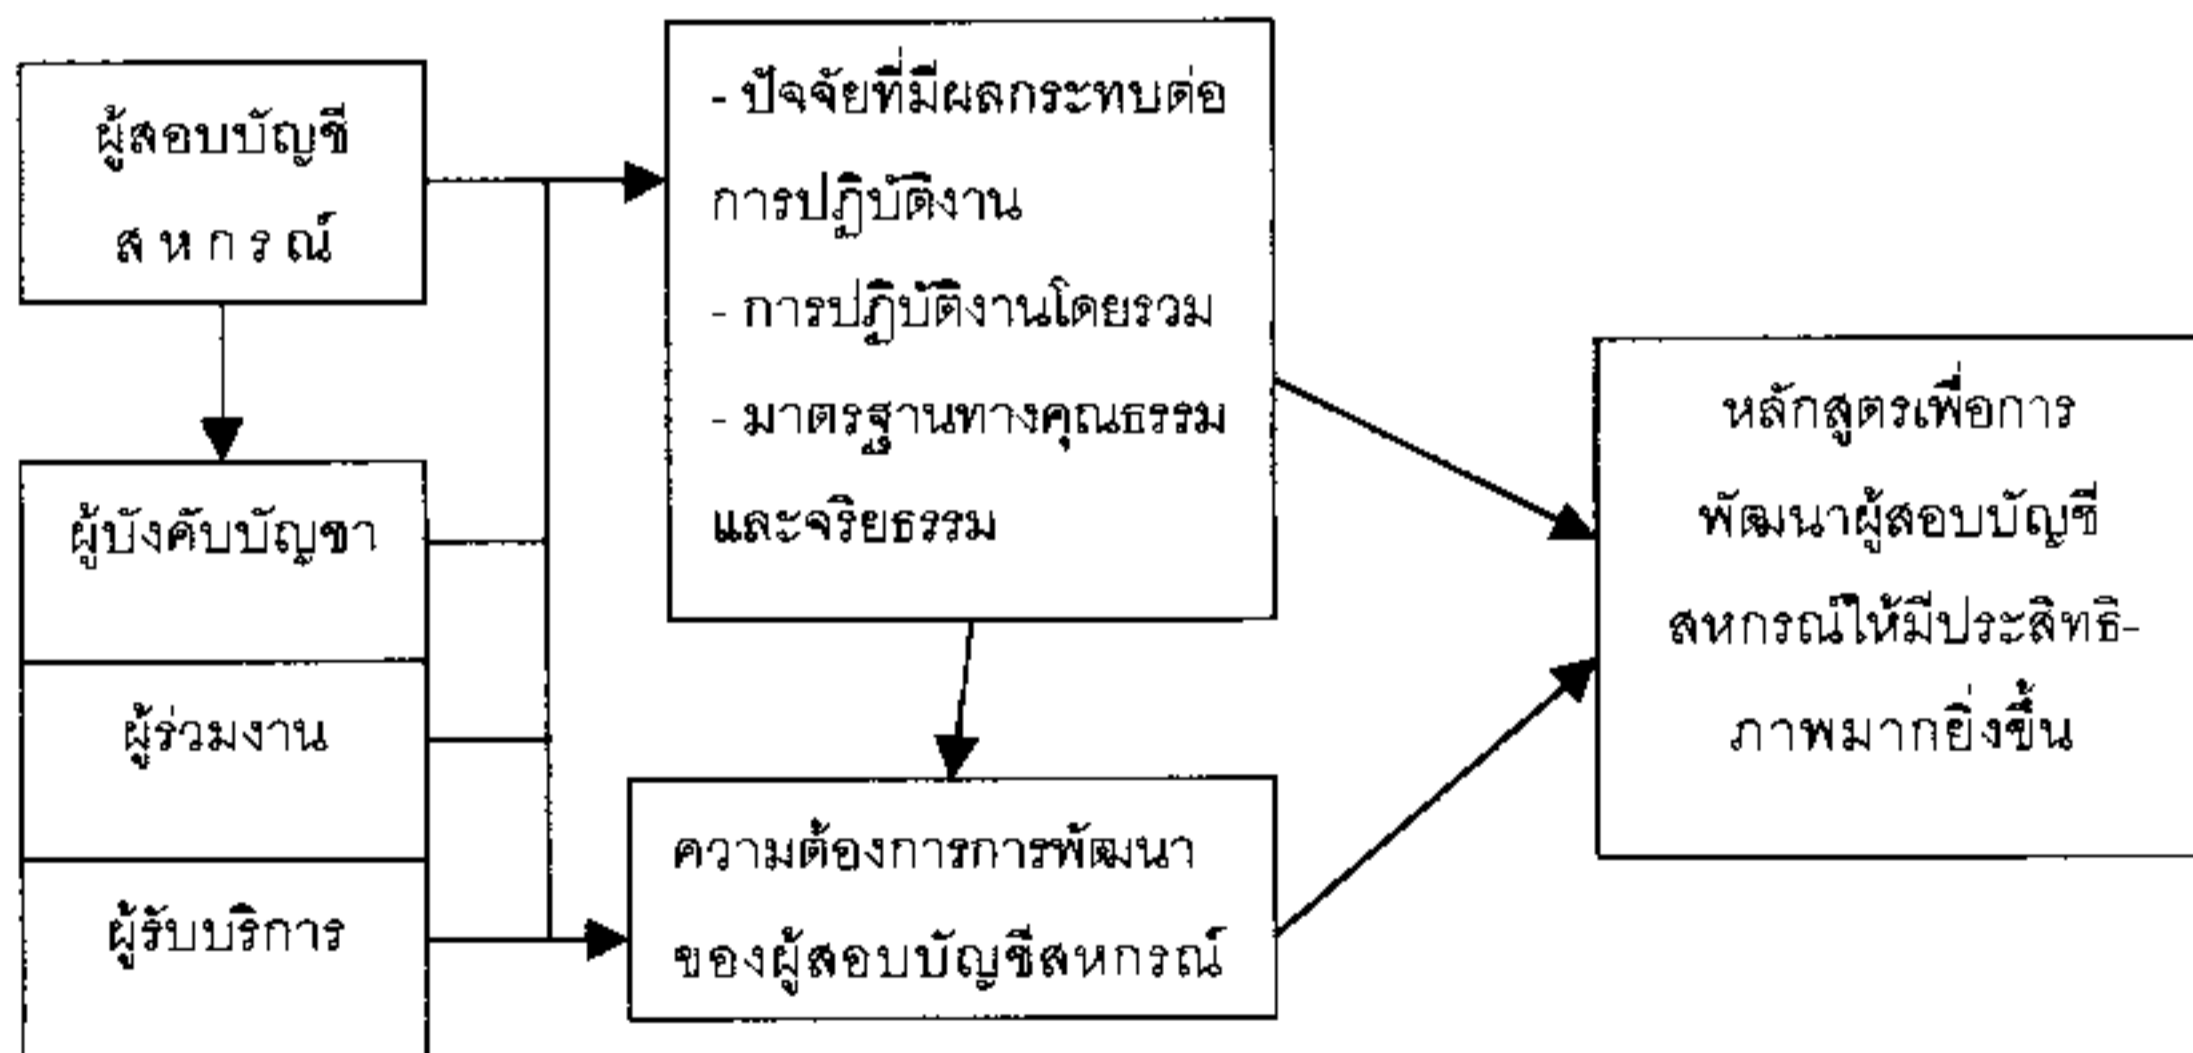 ผู้สอบบัญชี
สหกรณ์
ผู้บังคับบัญชา
ผู้ร่วมงาน
ผู้รับบริการ
- ปัจจัยที่มีผลกระทบต่อ
การปฏิบัติงาน
- การปฏิบัติงานโดยรวม
- มาตรฐานทางคุณธรรม
และจริยธรรม
ความต้องการการพัฒนา
ของผู้สอบบัญชีสหกรณ์
หลักสูตรเพื่อการ
พัฒนาผู้สอบบัญชี
สหกรณ์ให้มีประสิทธิ-
ภาพมากยิ่งขึ้น